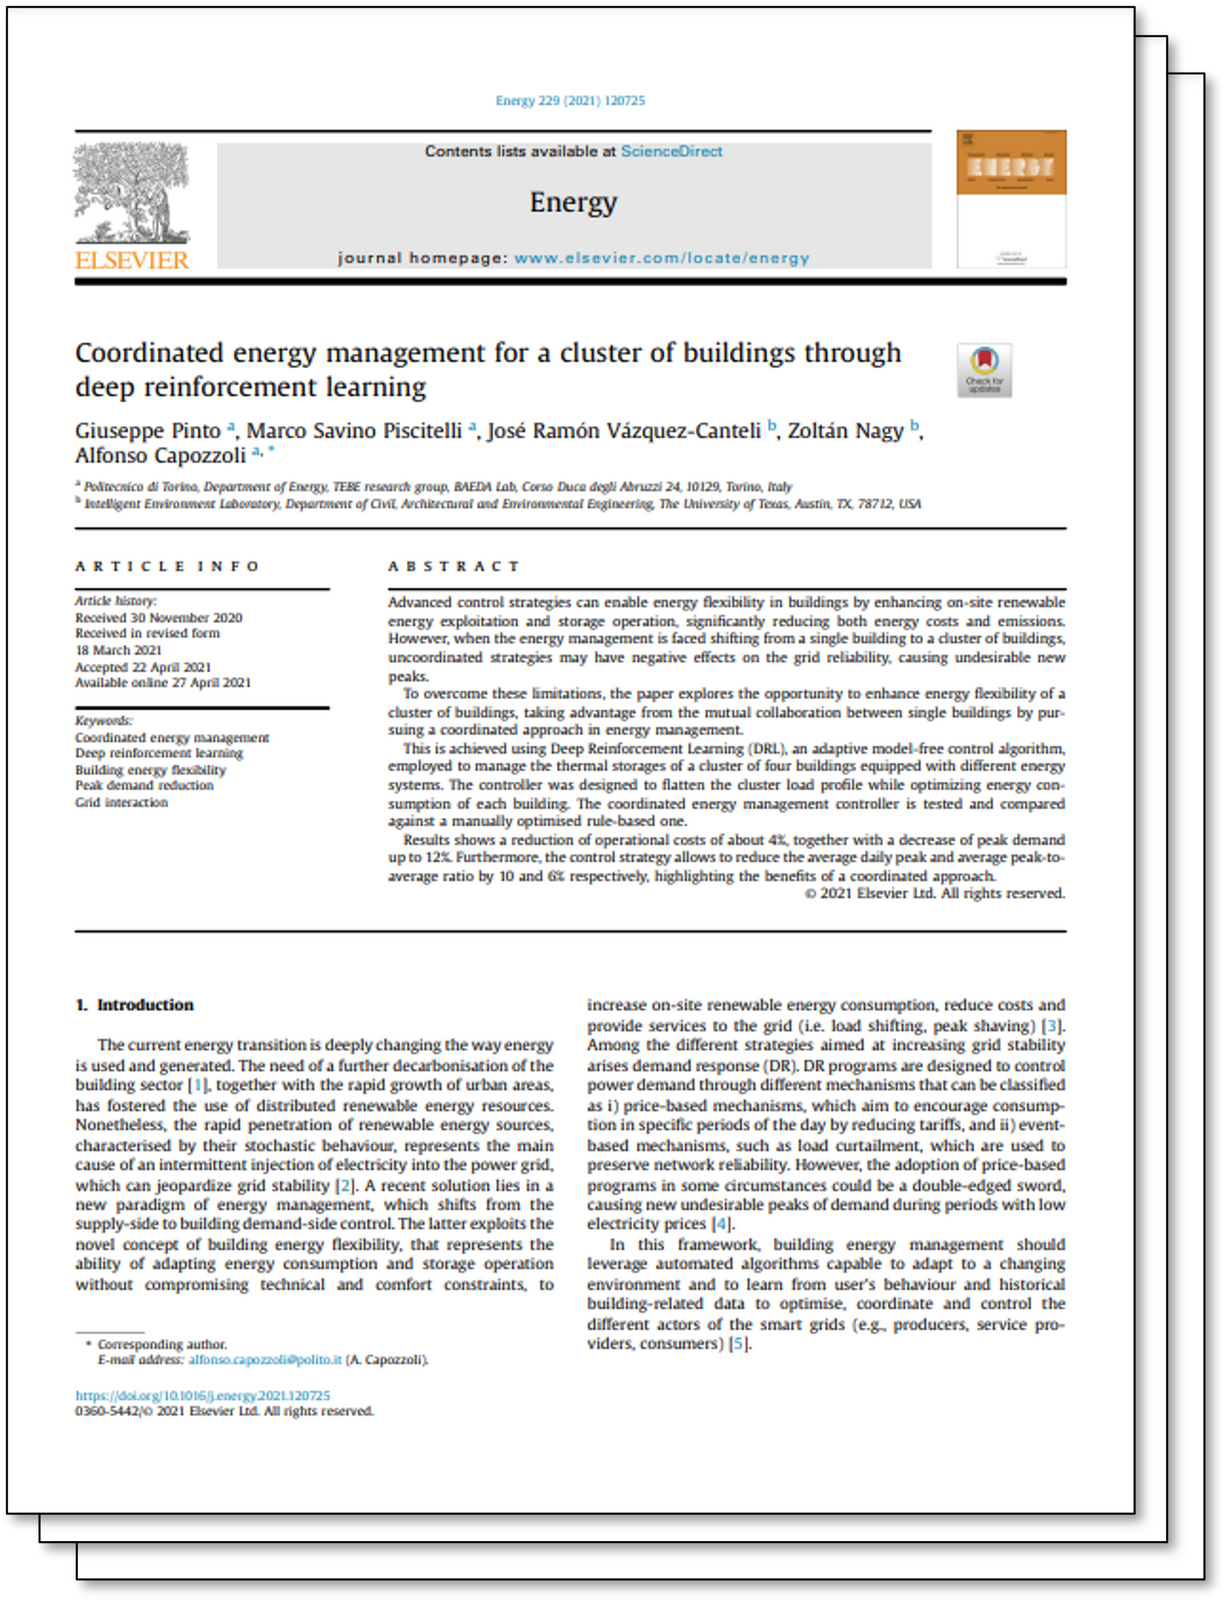 Energy 229 (2021) 120725
Contents lists available at ScienceDirect
Energy
journal homepage: www.elsevier.com/locate/energy
ELSEVIER
ENERGY
Coordinated energy management for a cluster of buildings through
deep reinforcement learning
Check for
updates
Giuseppe Pinto a, Marco Savino Piscitelli a, José Ramón Vázquez-Canteli b, Zoltán Nagy b,
Alfonso Capozzoli a, *
a Politecnico di Torino, Department of Energy, TEBE research group, BAEDA Lab, Corso Duca degli Abruzzi 24, 10129, Torino, Italy
b Intelligent Environment Laboratory, Department of Civil, Architectural and Environmental Engineering, The University of Texas, Austin, TX, 78712, USA
ARTICLE INFO
Article history:
Received 30 November 2020
Received in revised form
18 March 2021
Accepted 22 April 2021
Available online 27 April 2021
Keywords:
Coordinated energy management
Deep reinforcement learning
Building energy flexibility
Peak demand reduction
Grid interaction
ABSTRACT
Advanced control strategies can enable energy flexibility in buildings by enhancing on-site renewable
energy exploitation and storage operation, significantly reducing both energy costs and emissions.
However, when the energy management is faced shifting from a single building to a cluster of buildings,
uncoordinated strategies may have negative effects on the grid reliability, causing undesirable new
peaks.
To overcome these limitations, the paper explores the opportunity to enhance energy flexibility of a
cluster of buildings, taking advantage from the mutual collaboration between single buildings by pur-
suing a coordinated approach in energy management.
This is achieved using Deep Reinforcement Learning (DRL), an adaptive model-free control algorithm,
employed to manage the thermal storages of a cluster of four buildings equipped with different energy
systems. The controller was designed to flatten the cluster load profile while optimizing energy con-
sumption of each building. The coordinated energy management controller is tested and compared
against a manually optimised rule-based one.
Results shows a reduction of operational costs of about 4%, together with a decrease of peak demand
up to 12%. Furthermore, the control strategy allows to reduce the average daily peak and average peak-to-
average ratio by 10 and 6% respectively, highlighting the benefits of a coordinated approach.
© 2021 Elsevier Ltd. All rights reserved.
1. Introduction
The current energy transition is deeply changing the way energy
is used and generated. The need of a further decarbonisation of the
building sector [1], together with the rapid growth of urban areas,
has fostered the use of distributed renewable energy resources.
Nonetheless, the rapid penetration of renewable energy sources,
characterised by their stochastic behaviour, represents the main
cause of an intermittent injection of electricity into the power grid,
which can jeopardize grid stability [2]. A recent solution lies in a
new paradigm of energy management, which shifts from the
supply-side to building demand-side control. The latter exploits the
novel concept of building energy flexibility, that represents the
ability of adapting energy consumption and storage operation
without compromising technical and comfort constraints, to
increase on-site renewable energy consumption, reduce costs and
provide services to the grid (i.e. load shifting, peak shaving) [3].
Among the different strategies aimed at increasing grid stability
arises demand response (DR). DR programs are designed to control
power demand through different mechanisms that can be classified
as i) price-based mechanisms, which aim to encourage consump-
tion in specific periods of the day by reducing tariffs, and ii) event-
based mechanisms, such as load curtailment, which are used to
preserve network reliability. However, the adoption of price-based
programs in some circumstances could be a double-edged sword,
causing new undesirable peaks of demand during periods with low
electricity prices [4].
In this framework, building energy management should
leverage automated algorithms capable to adapt to a changing
environment and to learn from user's behaviour and historical
building-related data to optimise, coordinate and control the
different actors of the smart grids (e.g., producers, service pro-
viders, consumers) [5].
* Corresponding author.
E-mail address: alfonso.capozzoli@polito.it (A. Capozzoli).
https://doi.org/10.1016/j.energy.2021.120725
0360-5442/© 2021 Elsevier Ltd. All rights reserved.